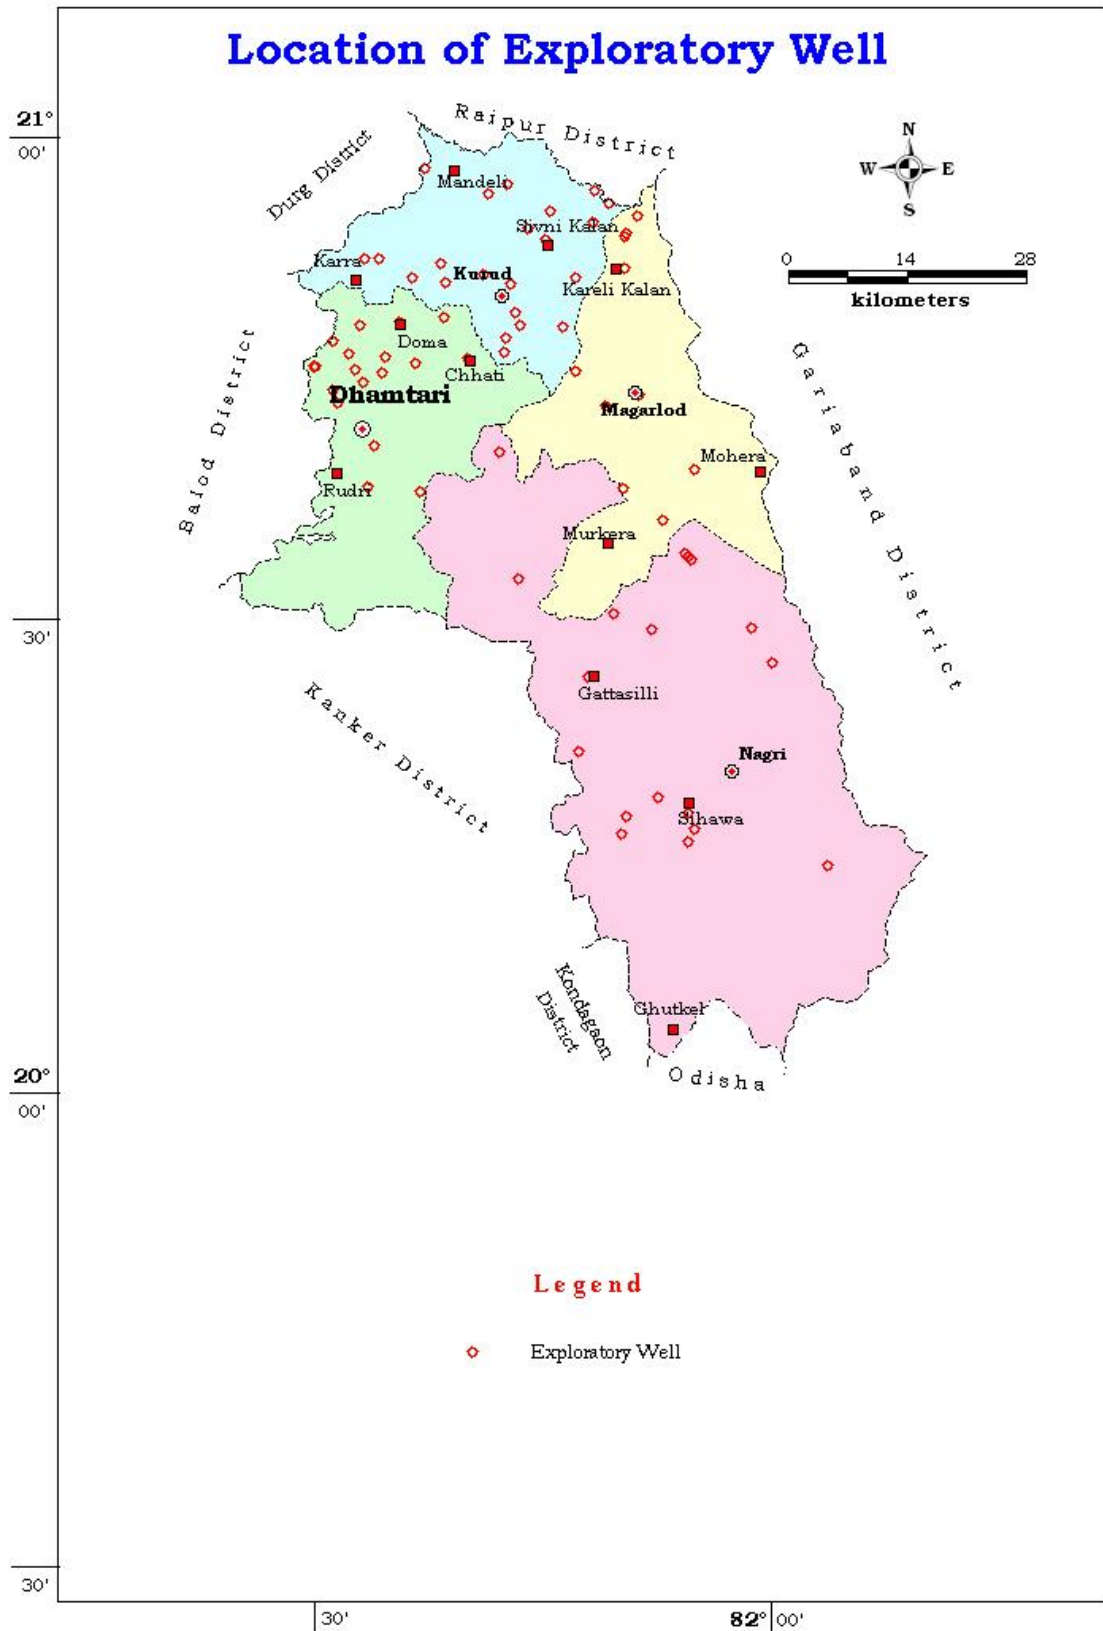 Location of Exploratory Well
21°
00'
Raipur District
Durg District
N
W E
S
Mandeli
Sivni Kalan
Karra
Kurud
Kareli Kalan
0 14 28
kilometers
Doma
Chhati
Dhamtari
Magarlod
Balod District
Gariaband District
Mohera
Rudri
Murkera
30'
Gattasilli
Kanker District
Nagri
Sihawa
Kondagaon
District
Ghutkel
Odisha
20°
00'
Legend
Exploratory Well
30'
30' 82° 00'